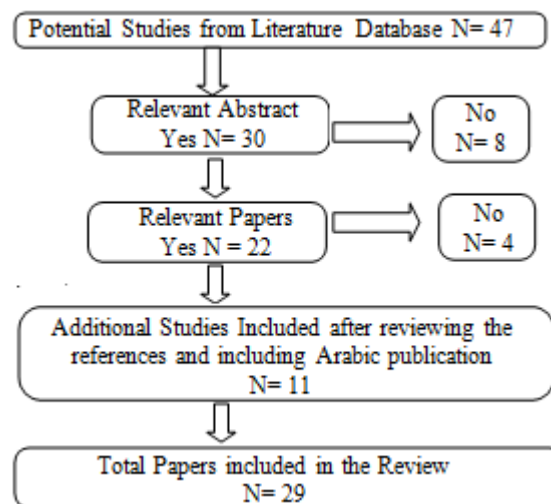 Potential Studies from Literature Database N= 47
Relevant Abstract
Yes N= 30
No
N= 8
Relevant Papers
Yes N = 22
No
N= 4
Additional Studies Included after reviewing the
references and including Arabic publication
N= 11
Total Papers included in the Review
N= 29